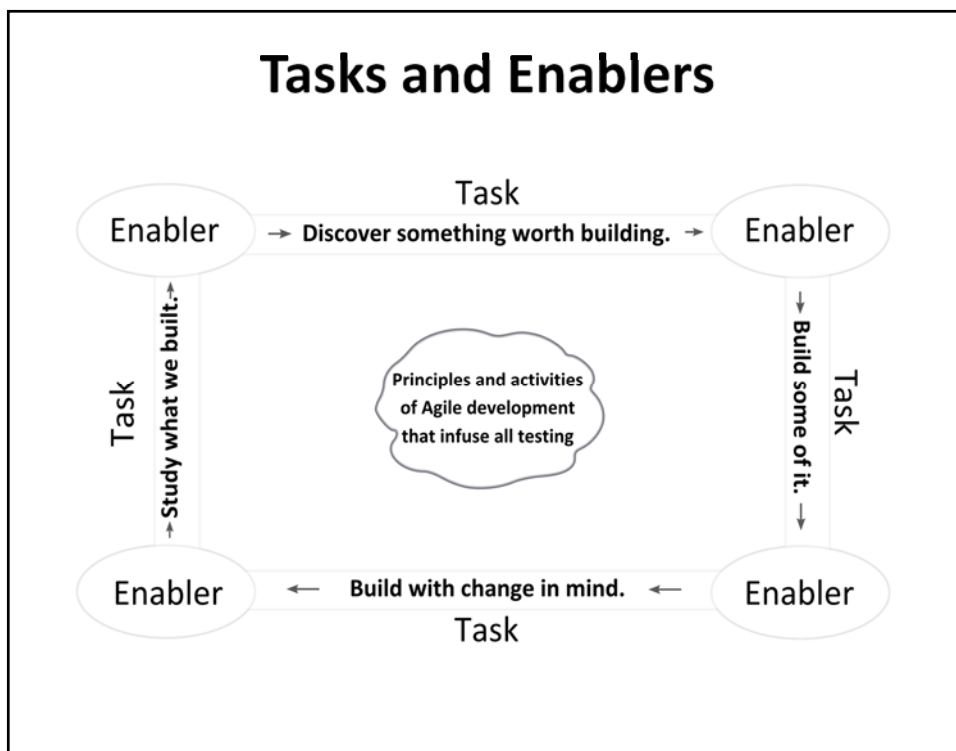 Tasks and Enablers
Task
Enabler
Discover something worth building.
Enabler
Build some of it.
Task
Enabler
Build with change in mind.
Task
Enabler
Study what we built.
Task
Principles and activities
of Agile development
that infuse all testing